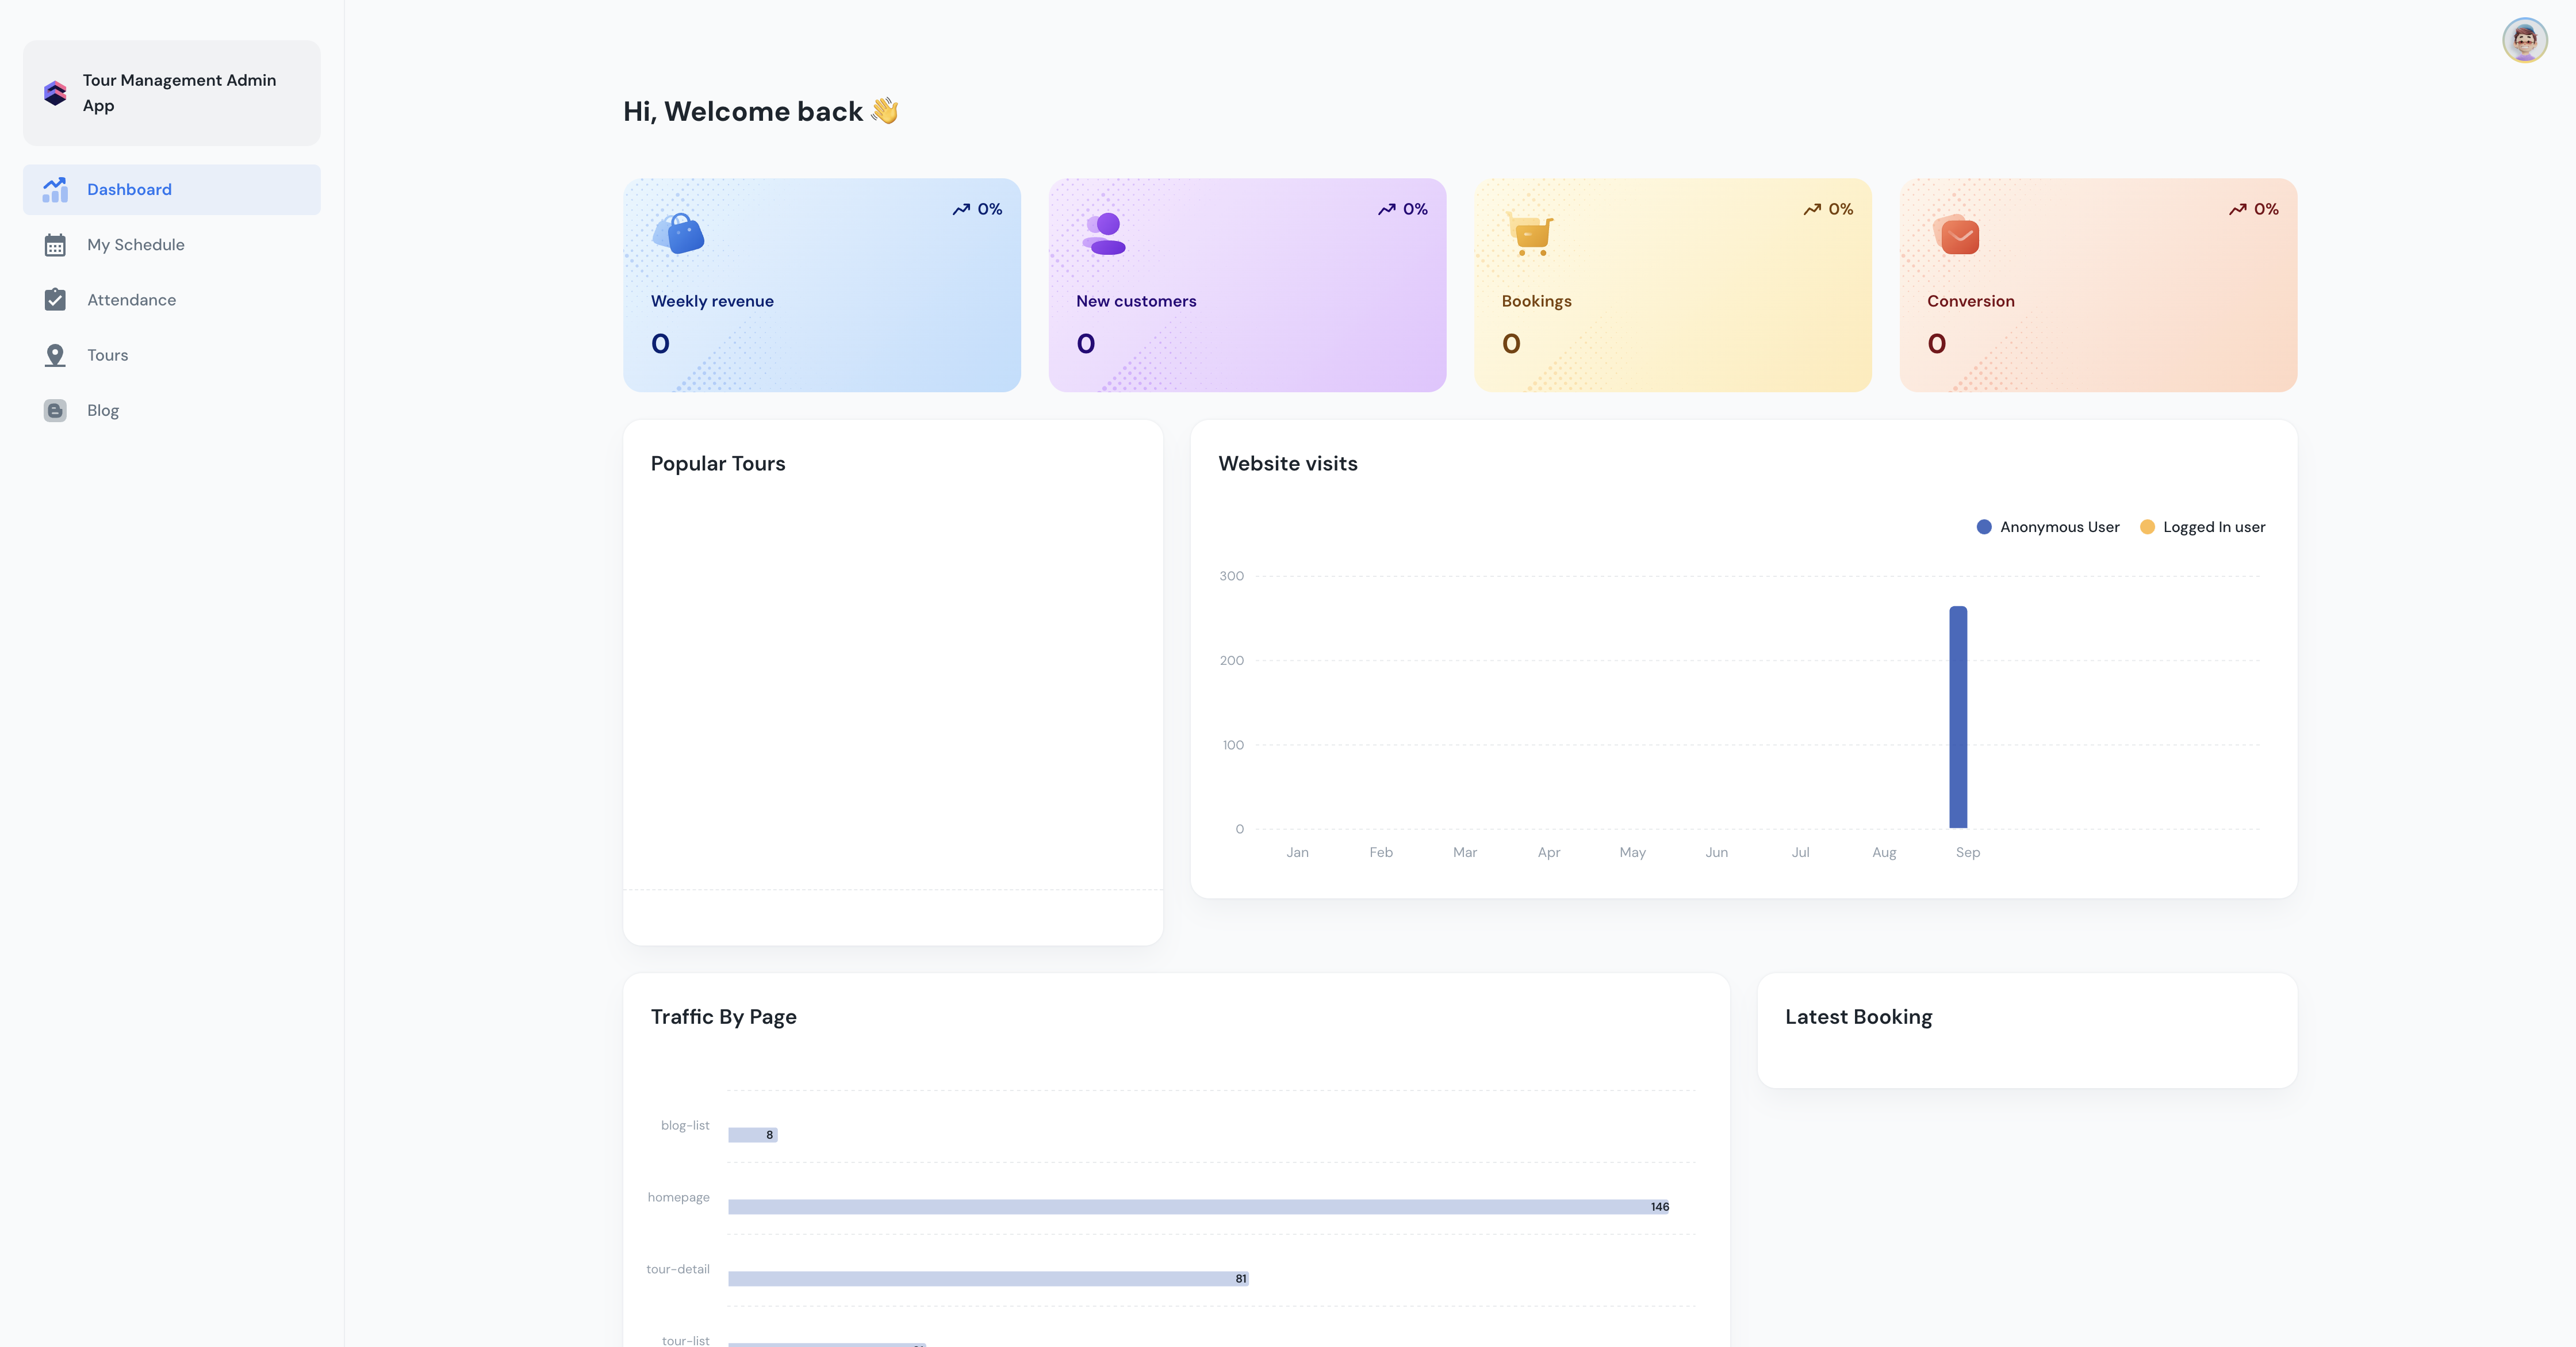 Tour Management Admin
App
Dashboard
My Schedule
Attendance
Tours
Blog
Hi, Welcome back 👋
0%
Weekly revenue
0
0%
New customers
0
0%
Bookings
0
0%
Conversion
0
Popular Tours
Website visits
Anonymous User
Logged In user
300
200
100
0
Jan Feb Mar Apr May Jun Jul Aug Sep
Traffic By Page
blog-list
8
homepage
146
tour-detail
81
tour-list
Latest Booking